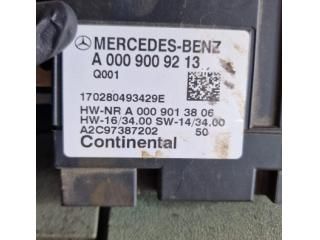 MERCEDES-BENZ
A 000 900 92 13
Q001
170280493429E
HW-NR A 000 901 38 06
HW-16/34.00 SW-14/34.00
A2C97387202 50
Continental